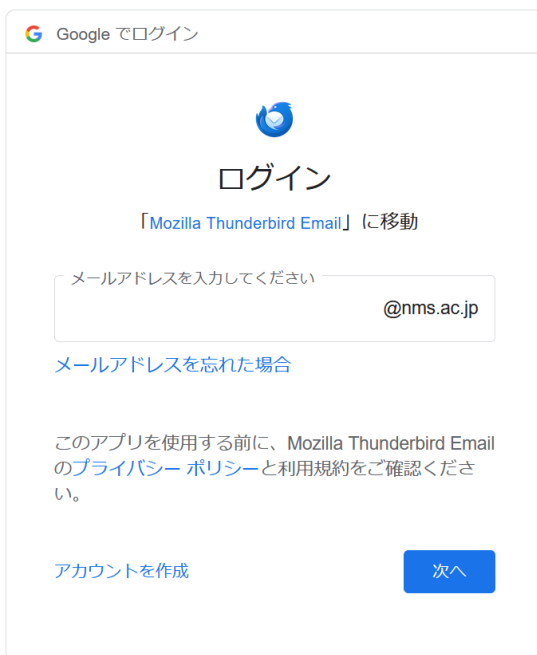 Google でログイン
ログイン
「Mozilla Thunderbird Email」に移動
メールアドレスを入力してください
@nms.ac.jp
メールアドレスを忘れた場合
このアプリを使用する前に、Mozilla Thunderbird Email
のプライバシー ポリシーと利用規約をご確認くださ
い。
アカウントを作成
次へ